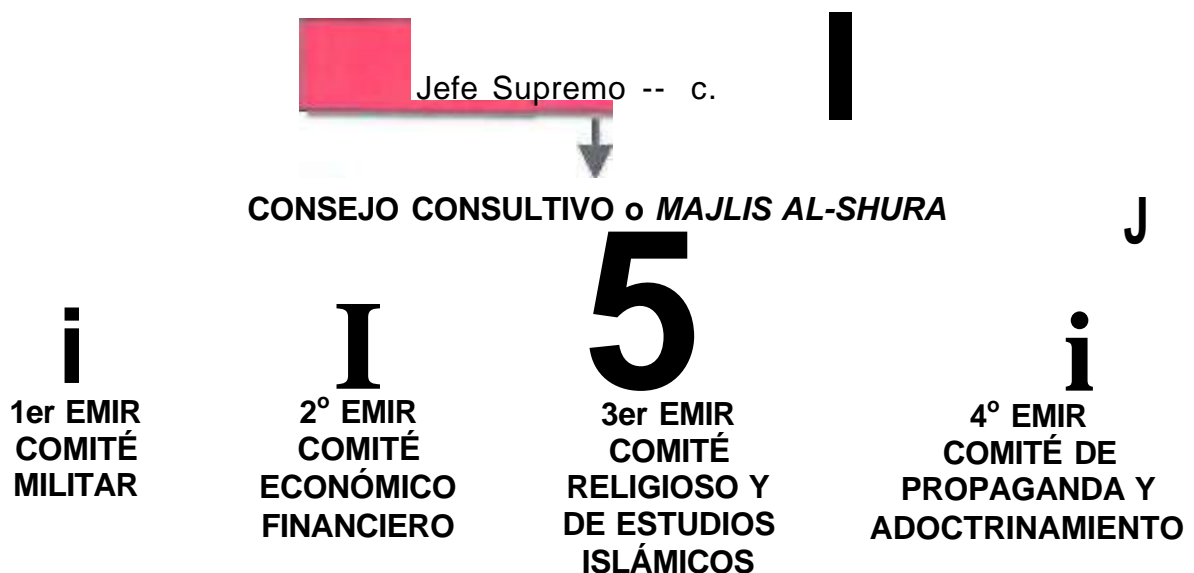 Jefe Supremo -- c.
I
CONSEJO CONSULTIVO o MAJLIS AL-SHURA
J
i
I
5
i
1er EMIR
COMITÉ
MILITAR
2º EMIR
COMITÉ
ECONÓMICO
FINANCIERO
3er EMIR
COMITÉ
RELIGIOSO Y
DE ESTUDIOS
ISLÁMICOS
4º EMIR
COMITÉ DE
PROPAGANDA Y
ADOCTRINAMIENTO